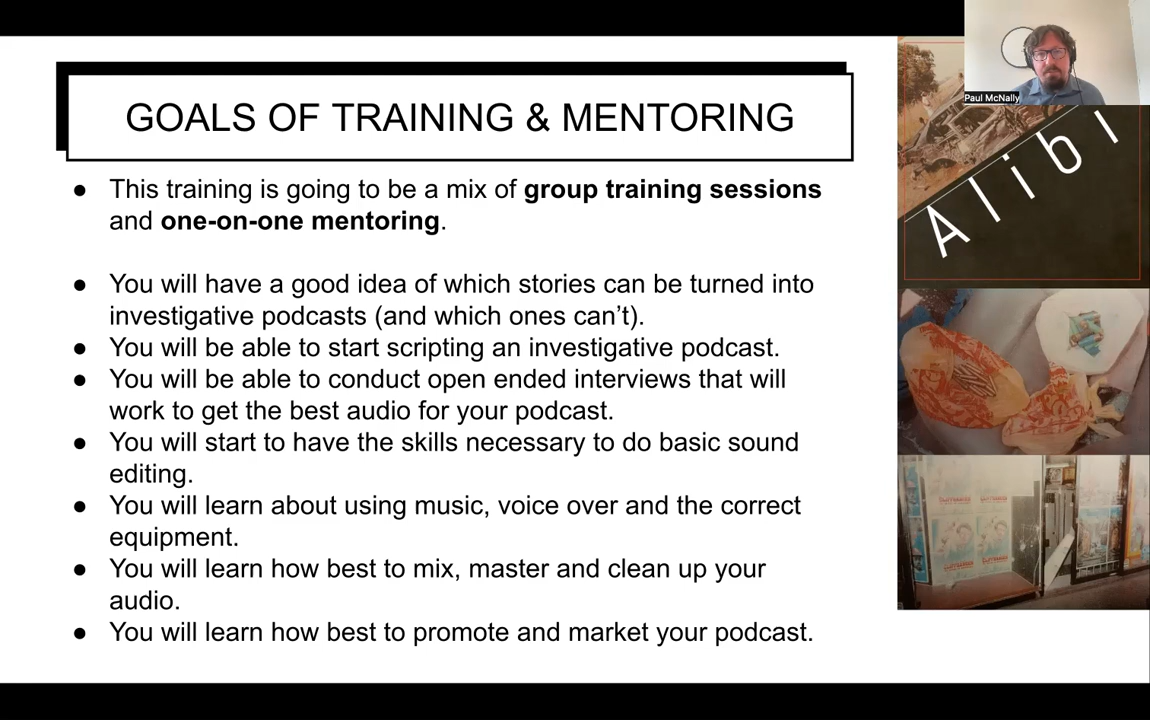 GOALS OF TRAINING & MENTORING
● This training is going to be a mix of group training sessions
and one-on-one mentoring.
● You will have a good idea of which stories can be turned into
investigative podcasts (and which ones can’t).
● You will be able to start scripting an investigative podcast.
● You will be able to conduct open ended interviews that will
work to get the best audio for your podcast.
● You will start to have the skills necessary to do basic sound
editing.
● You will learn about using music, voice over and the correct
equipment.
● You will learn how best to mix, master and clean up your
audio.
● You will learn how best to promote and market your podcast.
Paul McNally
Alibi